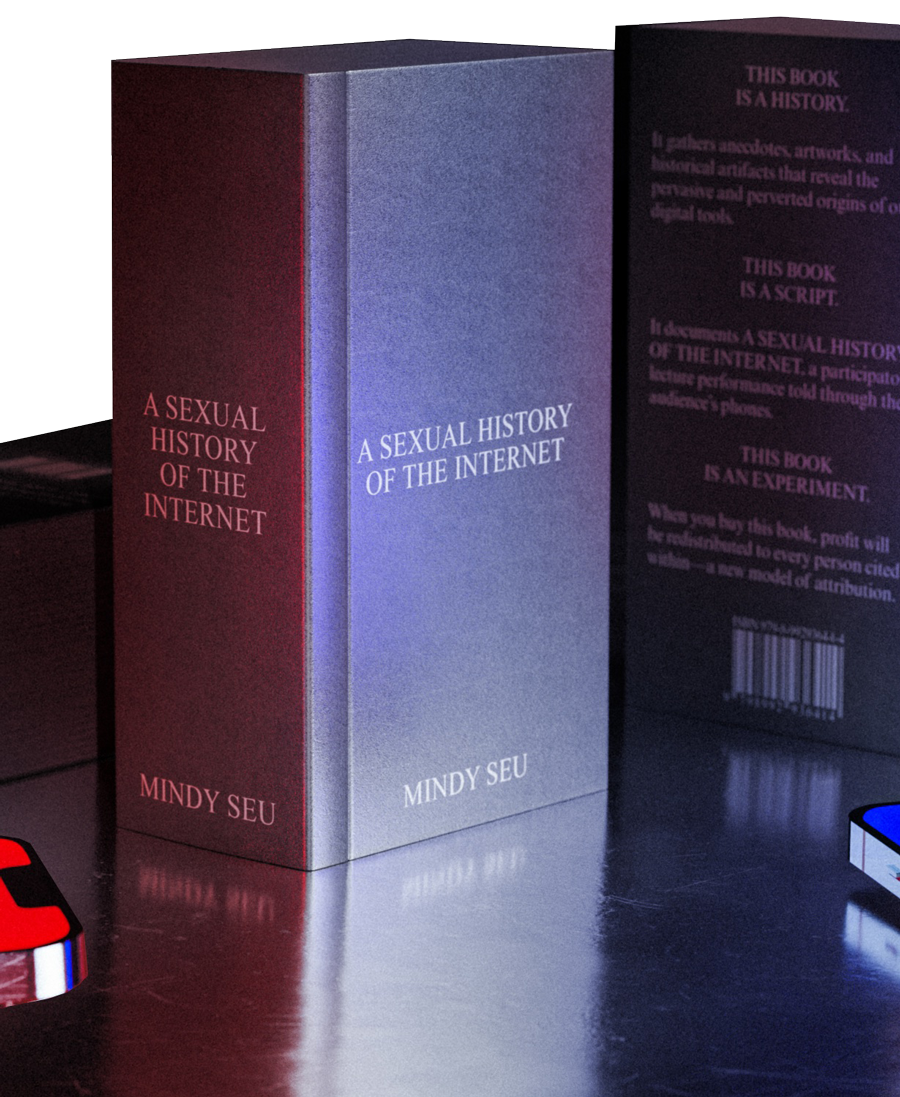 A SEXUAL
HISTORY
OF THE
INTERNET
MINDY SEU
A SEXUAL HISTORY
OF THE INTERNET
MINDY SEU
THIS BOOK
IS A HISTORY.
It gathers anecdotes, artworks, and
historical artifacts that reveal the
pervasive and perverted origins of
digital tools.
THIS BOOK
IS A SCRIPT.
It documents A SEXUAL HISTORY
OF THE INTERNET, a
lecture performance told through the
audience's phones.
THIS BOOK
IS AN EXPERIMENT.
When you buy this book, profit will
be redistributed to every person cited
within—a new model of attribution.